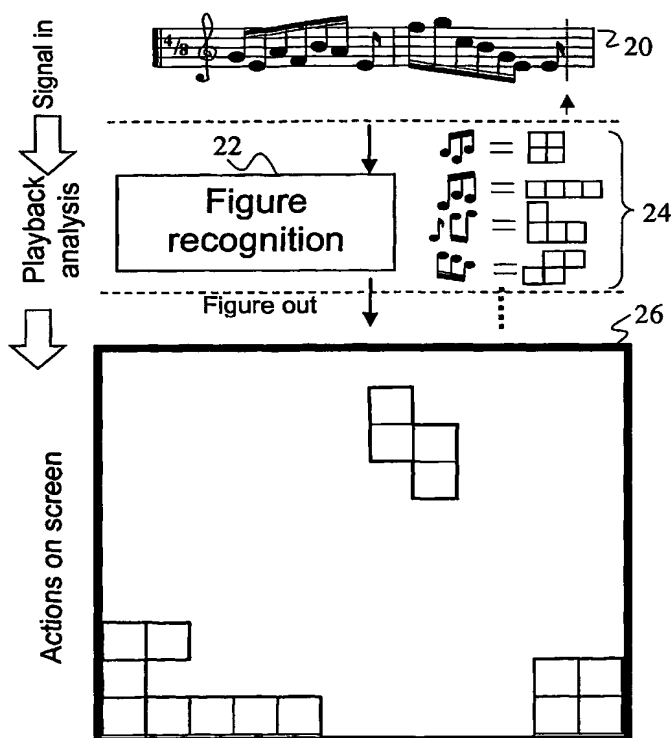 Signal in
4/8
20
Playback
analysis
22
Figure
recognition
=
=
=
=
24
Figure out
26
Actions on screen